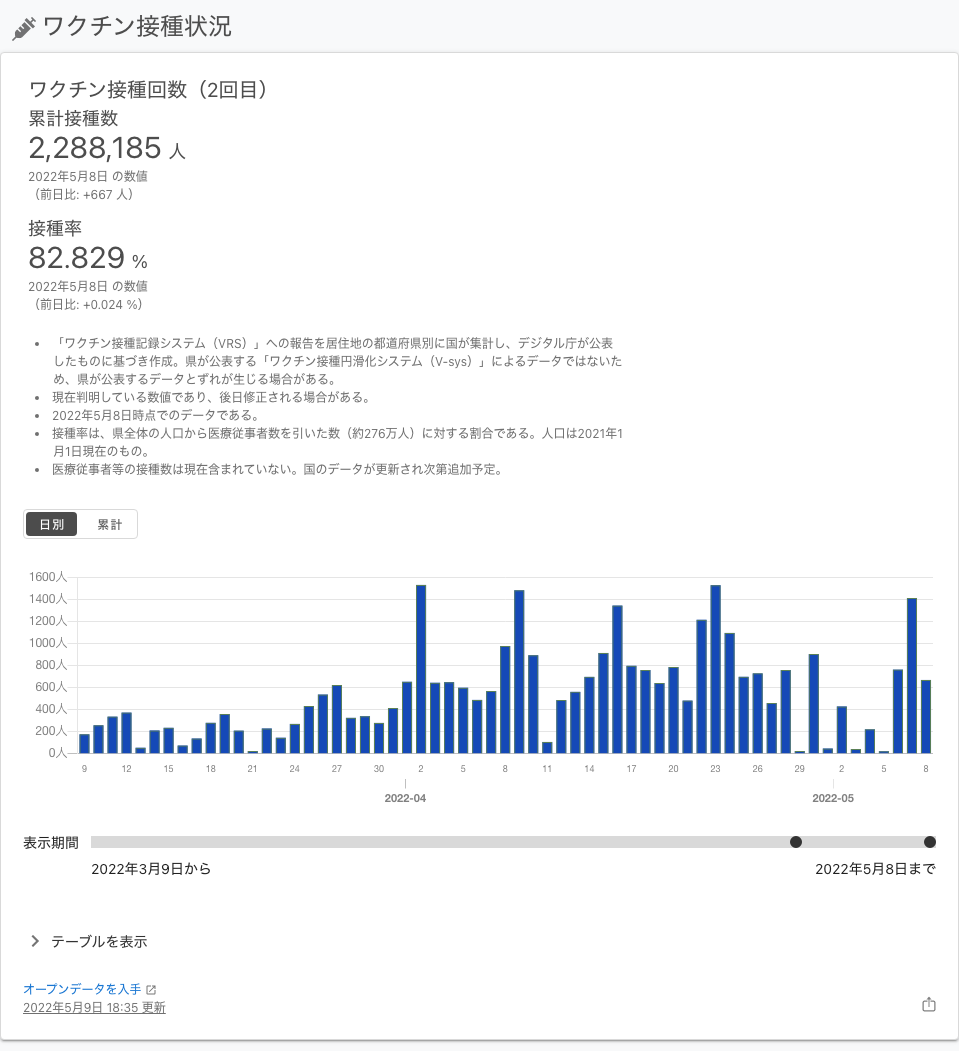 ワクチン接種状況
ワクチン接種回数（2回目）
累計接種数
2,288,185 人
2022年5月8日 の数値
（前日比: +667 人）
接種率
82.829 %
2022年5月8日 の数値
（前日比: +0.024 %）
• 「ワクチン接種記録システム（VRS）」への報告を居住地の都道府県別に国が集計し、デジタル庁が公表
したものに基づき作成。県が公表する「ワクチン接種円滑化システム（V-sys）」によるデータではないた
め、県が公表するデータとずれが生じる場合がある。
• 現在判明している数値であり、後日修正される場合がある。
• 2022年5月8日時点でのデータである。
• 接種率は、県全体の人口から医療従事者数を引いた数（約276万人）に対する割合である。人口は2021年1
月1日現在のもの。
• 医療従事者等の接種数は現在含まれていない。国のデータが更新され次第追加予定。
日別 累計
1600人
1400人
1200人
1000人
800人
600人
400人
200人
0人
9 12 15 18 21 24 27 30 2 5 8 11 14 17 20 23 26 29 2 5 8
2022-04 2022-05
表示期間
2022年3月9日から 2022年5月8日まで
テーブルを表示
オープンデータを入手
2022年5月9日 18:35 更新